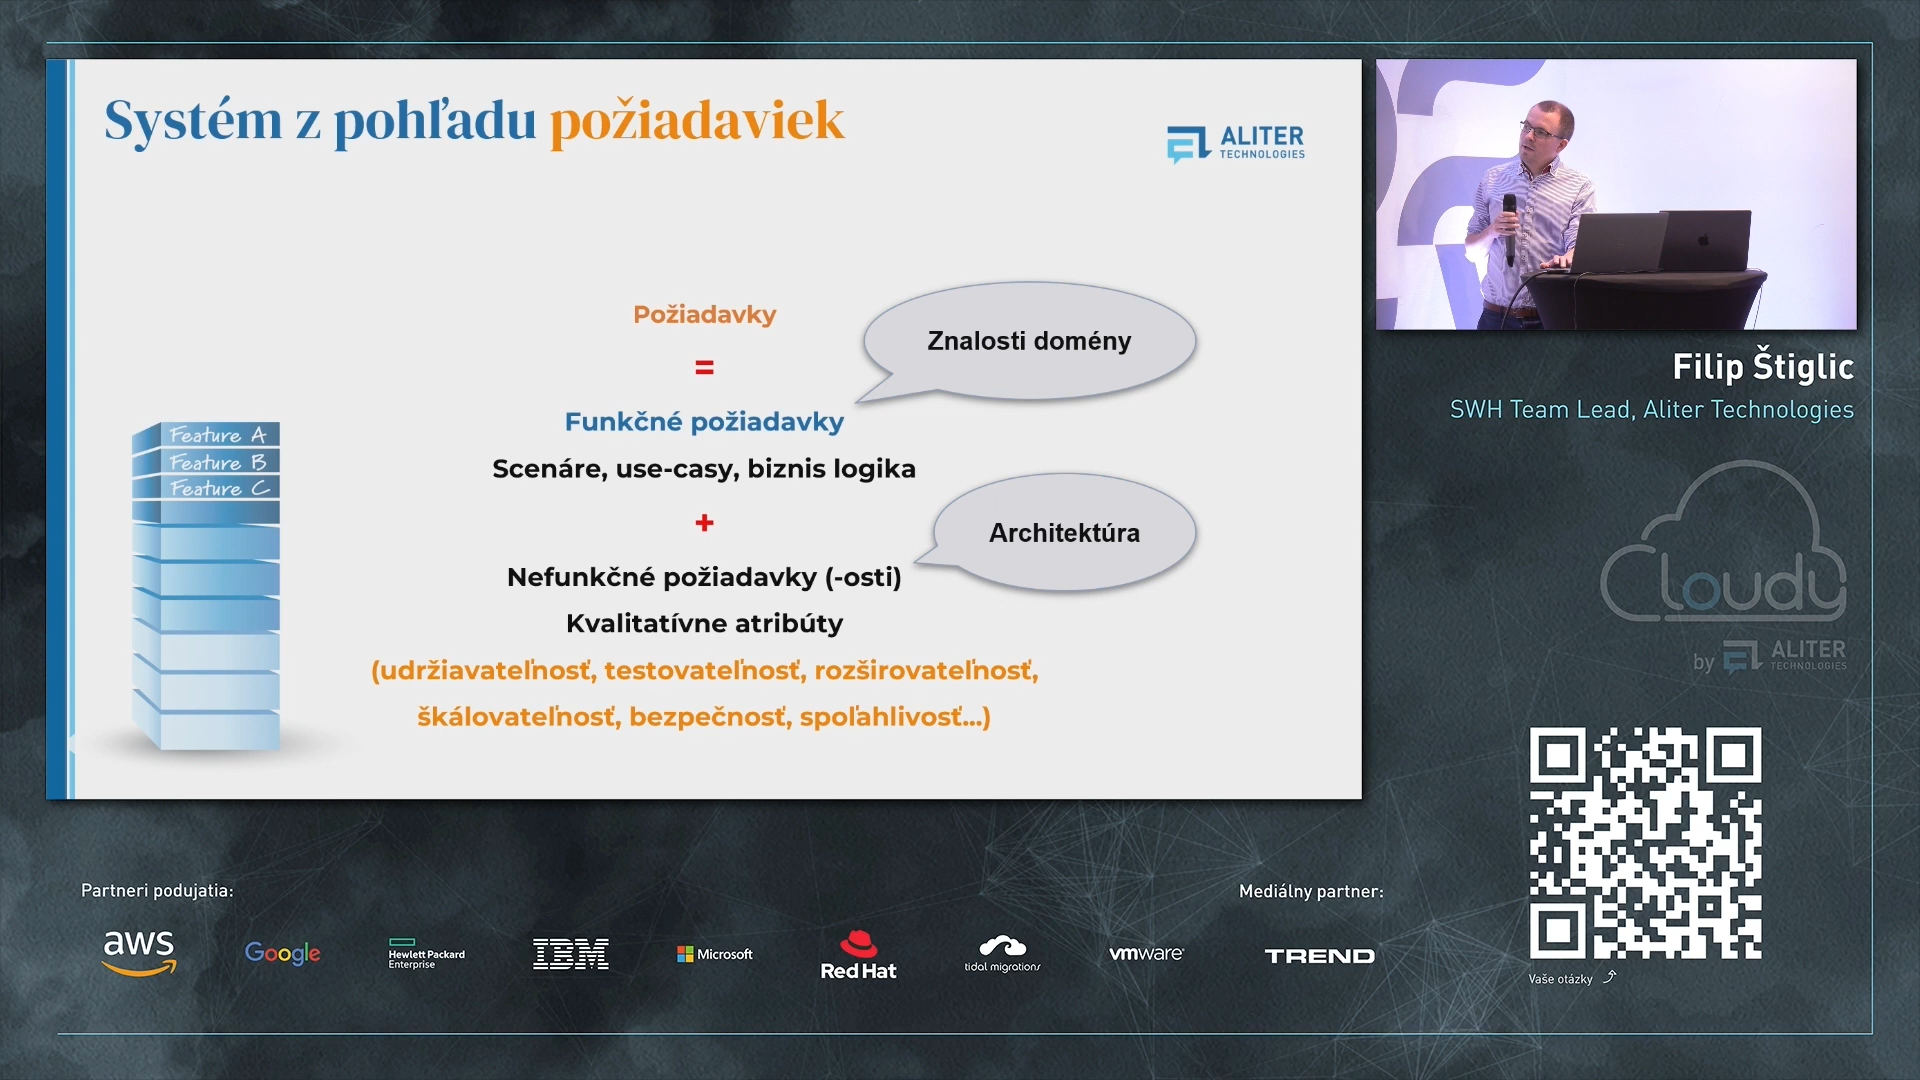 Systém z pohľadu požiadaviek
ALITER
TECHNOLOGIES
Požiadavky
=
Znalosti domény
Funkčné požiadavky
Scenáre, use-casy, biznis logika
+
Architektúra
Nefunkčné požiadavky (-osti)
Kvalitatívne atribúty
(udržiavateľnosť, testovateľnosť, rozširovateľnosť,
škálovateľnosť, bezpečnosť, spoľahlivosť...)
Feature A
Feature B
Feature C
Filip Štiglic
SWH Team Lead, Aliter Technologies
Cloudy
by ALITER
TECHNOLOGIES
Vaše otázky
Partneri podujatia:
aws
Google
Hewlett Packard
Enterprise
IBM
Microsoft
Red Hat
tidal migrations
vmware
Mediálny partner:
TREND